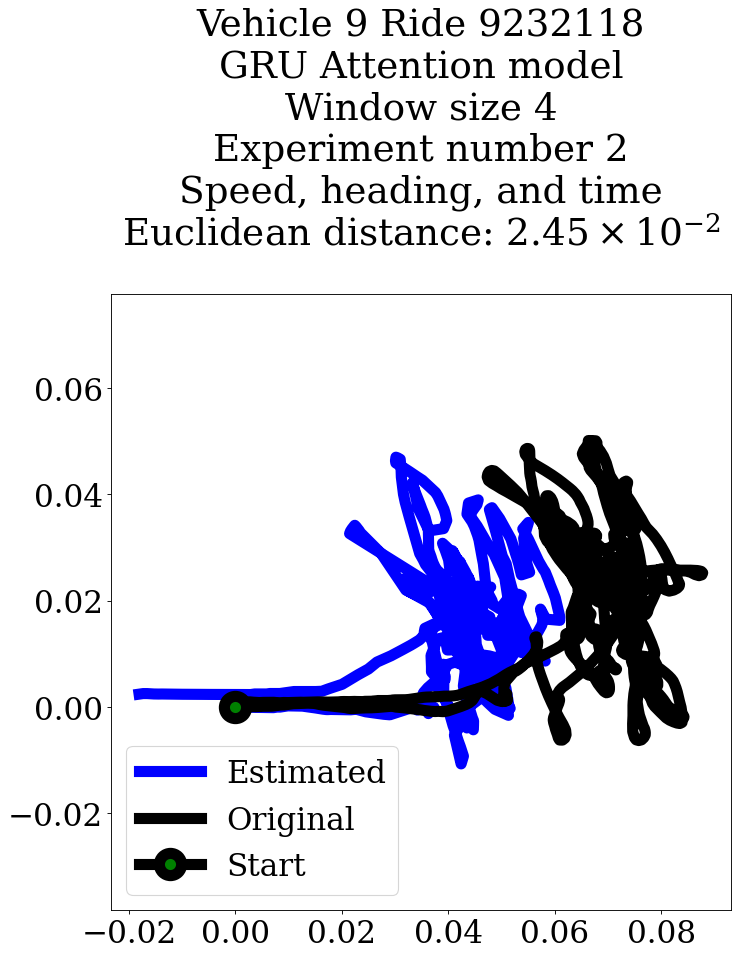 Vehicle 9 Ride 9232118
GRU Attention model
Window size 4
Experiment number 2
Speed, heading, and time
Euclidean distance: 2.45 × 10⁻²
0.06
0.04
0.02
0.00
−0.02
Estimated
Original
Start
−0.02 0.00 0.02 0.04 0.06 0.08